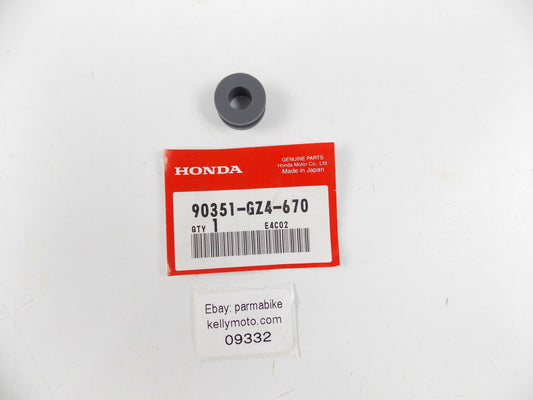 HONDA
GENUINE PARTS
Honda Motor Co., Ltd.
Made in Japan
90351-GZ4-670
QTY 1 E4C02
Ebay: parmabike
kellymoto.com
09332